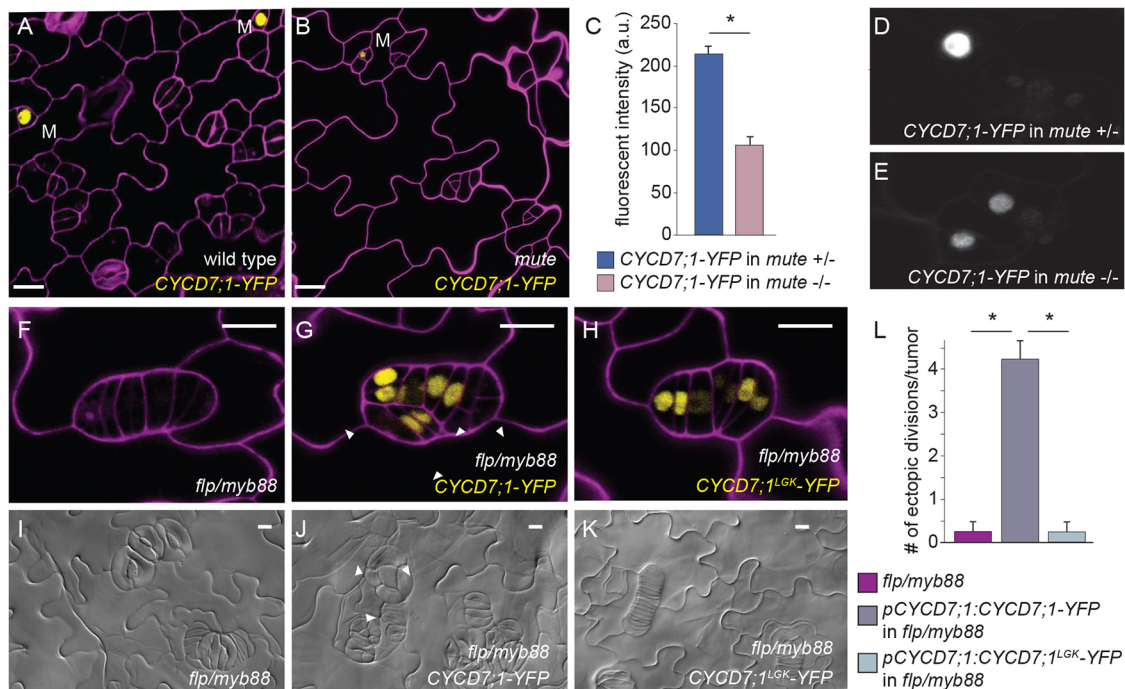 A
M
M
wild type
CYCD7;1-YFP
B
M
mute
CYCD7;1-YFP
C
fluorescent intensity (a.u.)
250
200
150
100
50
0
*
CYCD7;1-YFP in mute +/-
CYCD7;1-YFP in mute -/-
D
CYCD7;1-YFP in mute +/-
E
CYCD7;1-YFP in mute -/-
F
flp/myb88
G
flp/myb88
CYCD7;1-YFP
H
flp/myb88
CYCD7;1ᴸᴳᴷ-YFP
I
flp/myb88
J
flp/myb88
CYCD7;1-YFP
K
flp/myb88
CYCD7;1ᴸᴳᴷ-YFP
L
# of ectopic divisions/tumor
4
3
2
1
0
*
*
flp/myb88
pCYCD7;1:CYCD7;1-YFP
in flp/myb88
pCYCD7;1:CYCD7;1ᴸᴳᴷ-YFP
in flp/myb88